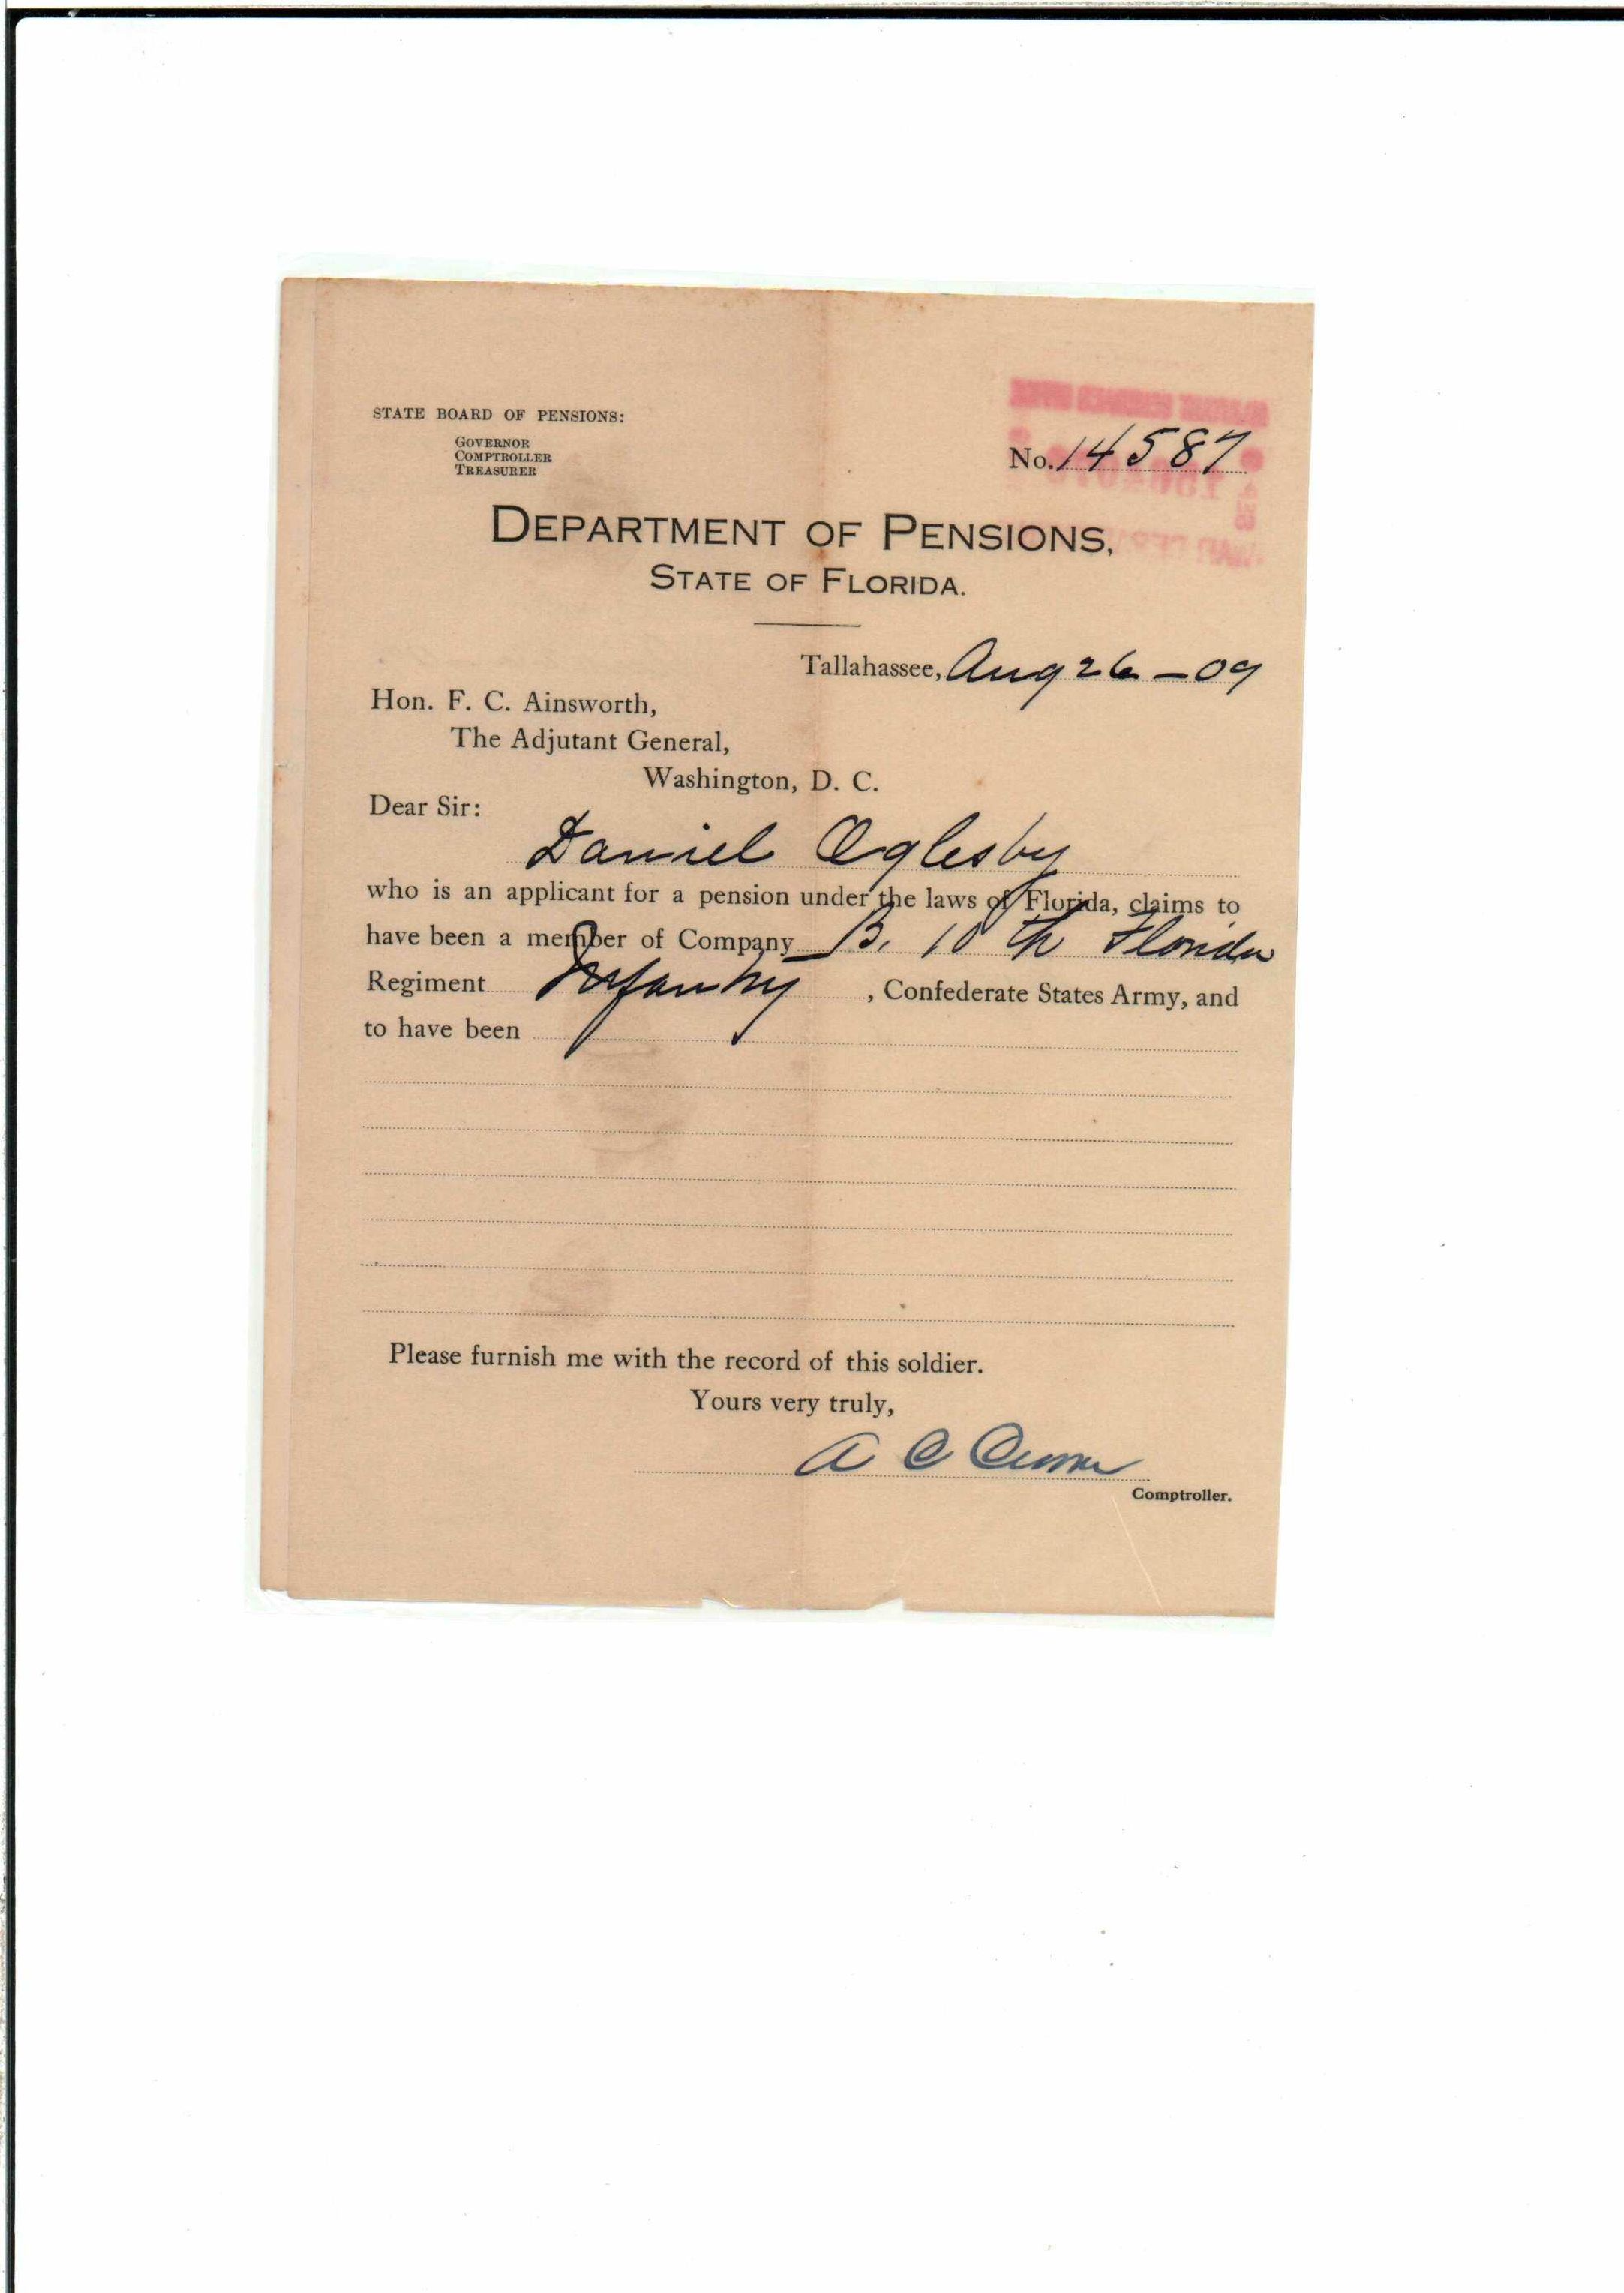 STATE BOARD OF PENSIONS:
GOVERNOR
COMPTROLLER
TREASURER
No. 14587
DEPARTMENT OF PENSIONS,
STATE OF FLORIDA.
Tallahassee, Aug 26 - 09
Hon. F. C. Ainsworth,
The Adjutant General,
Washington, D. C.
Dear Sir:
Daniel Oglesby
who is an applicant for a pension under the laws of Florida, claims to
have been a member of Company B. 10th Florida
Regiment Infantry, Confederate States Army, and
to have been
Please furnish me with the record of this soldier.
Yours very truly,
A C Croom
Comptroller.